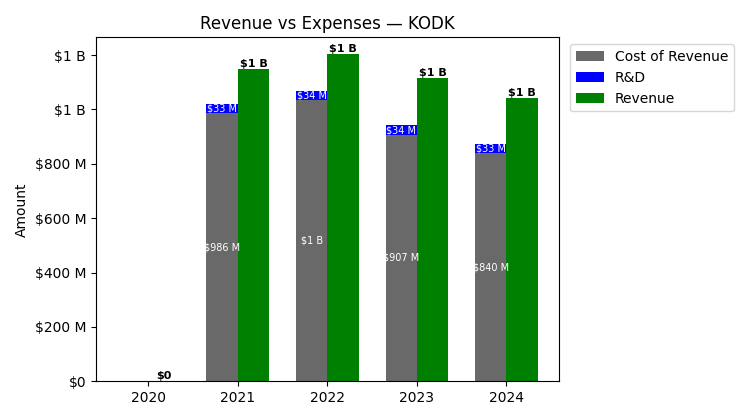 Revenue vs Expenses — KODK
Cost of Revenue
R&D
Revenue
Amount
$1 B
$1 B
$800 M
$600 M
$400 M
$200 M
$0
$0
$1 B
$33 M
$986 M
$1 B
$34 M
$1 B
$1 B
$34 M
$907 M
$1 B
$33 M
$840 M
2020 2021 2022 2023 2024